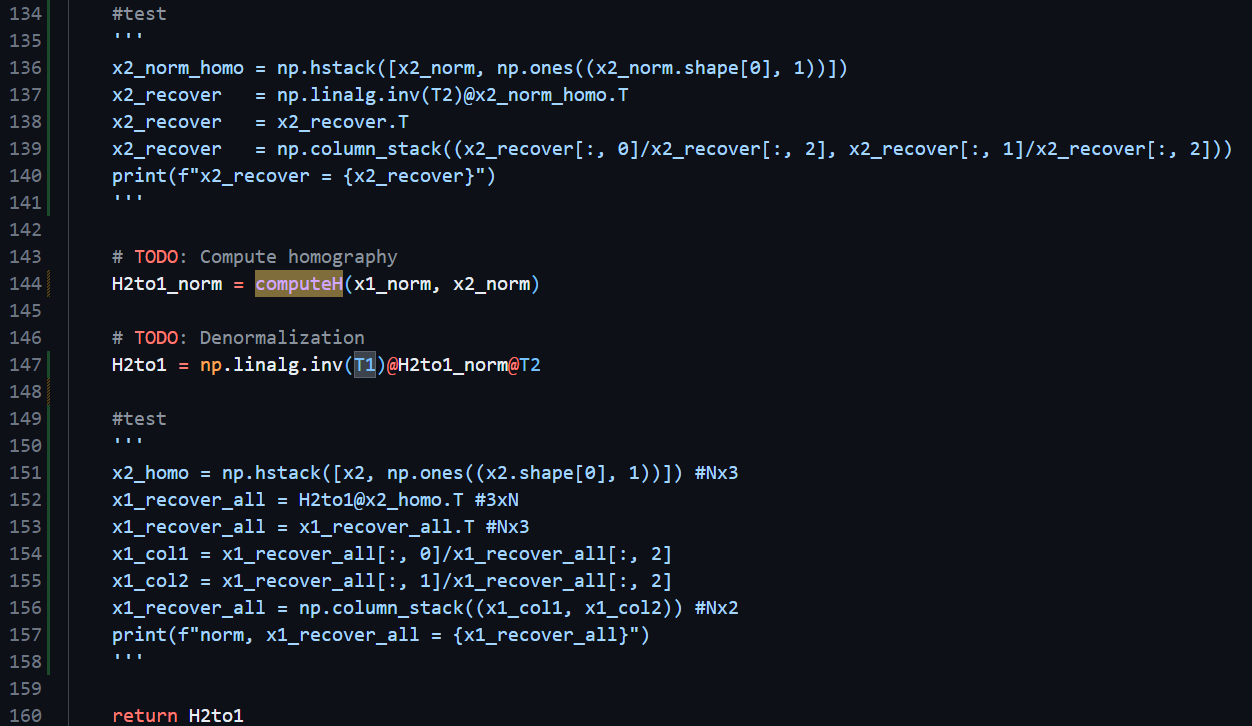 134 #test
135 '''
136 x2_norm_homo = np.hstack([x2_norm, np.ones((x2_norm.shape[0], 1))])
137 x2_recover   = np.linalg.inv(T2)@x2_norm_homo.T
138 x2_recover   = x2_recover.T
139 x2_recover   = np.column_stack((x2_recover[:, 0]/x2_recover[:, 2], x2_recover[:, 1]/x2_recover[:, 2]))
140 print(f"x2_recover = {x2_recover}")
141 '''
142
143 # TODO: Compute homography
144 H2to1_norm = computeH(x1_norm, x2_norm)
145
146 # TODO: Denormalization
147 H2to1 = np.linalg.inv(T1)@H2to1_norm@T2
148
149 #test
150 '''
151 x2_homo = np.hstack([x2, np.ones((x2.shape[0], 1))]) #Nx3
152 x1_recover_all = H2to1@x2_homo.T #3xN
153 x1_recover_all = x1_recover_all.T #Nx3
154 x1_col1 = x1_recover_all[:, 0]/x1_recover_all[:, 2]
155 x1_col2 = x1_recover_all[:, 1]/x1_recover_all[:, 2]
156 x1_recover_all = np.column_stack((x1_col1, x1_col2)) #Nx2
157 print(f"norm, x1_recover_all = {x1_recover_all}")
158 '''
159
160 return H2to1